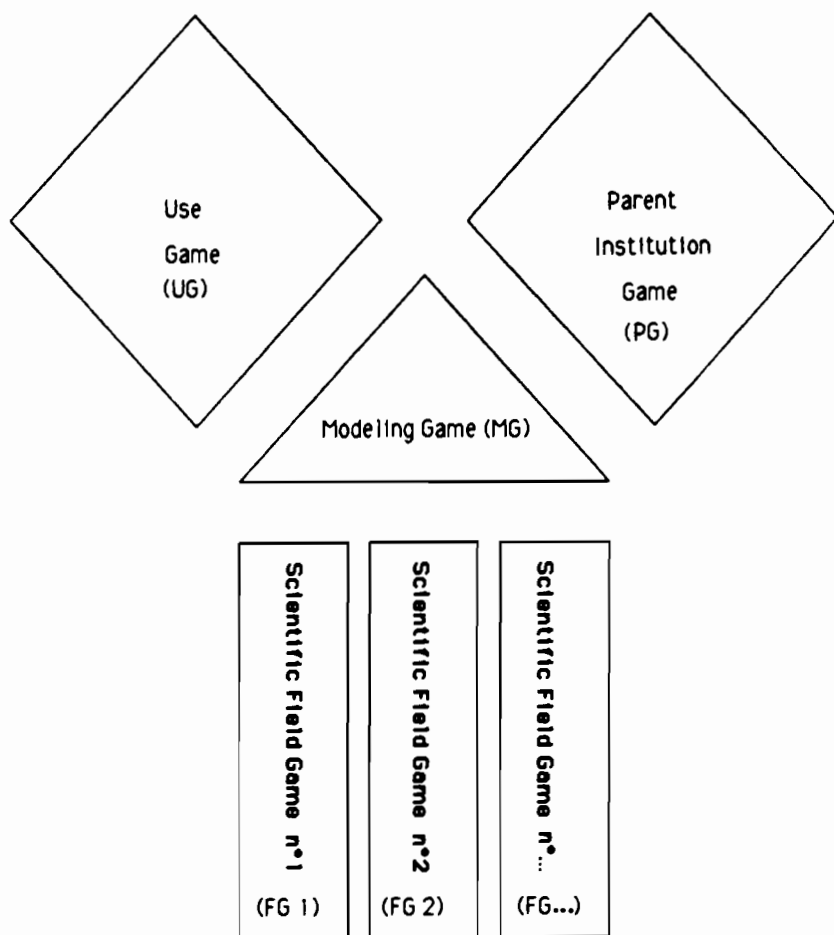 Use
Game
(UG)
Parent
Institution
Game
(PG)
Modeling Game (MG)
Scientific Field Game n°1
(FG 1)
Scientific Field Game n°2
(FG 2)
Scientific Field Game n°...
(FG...)